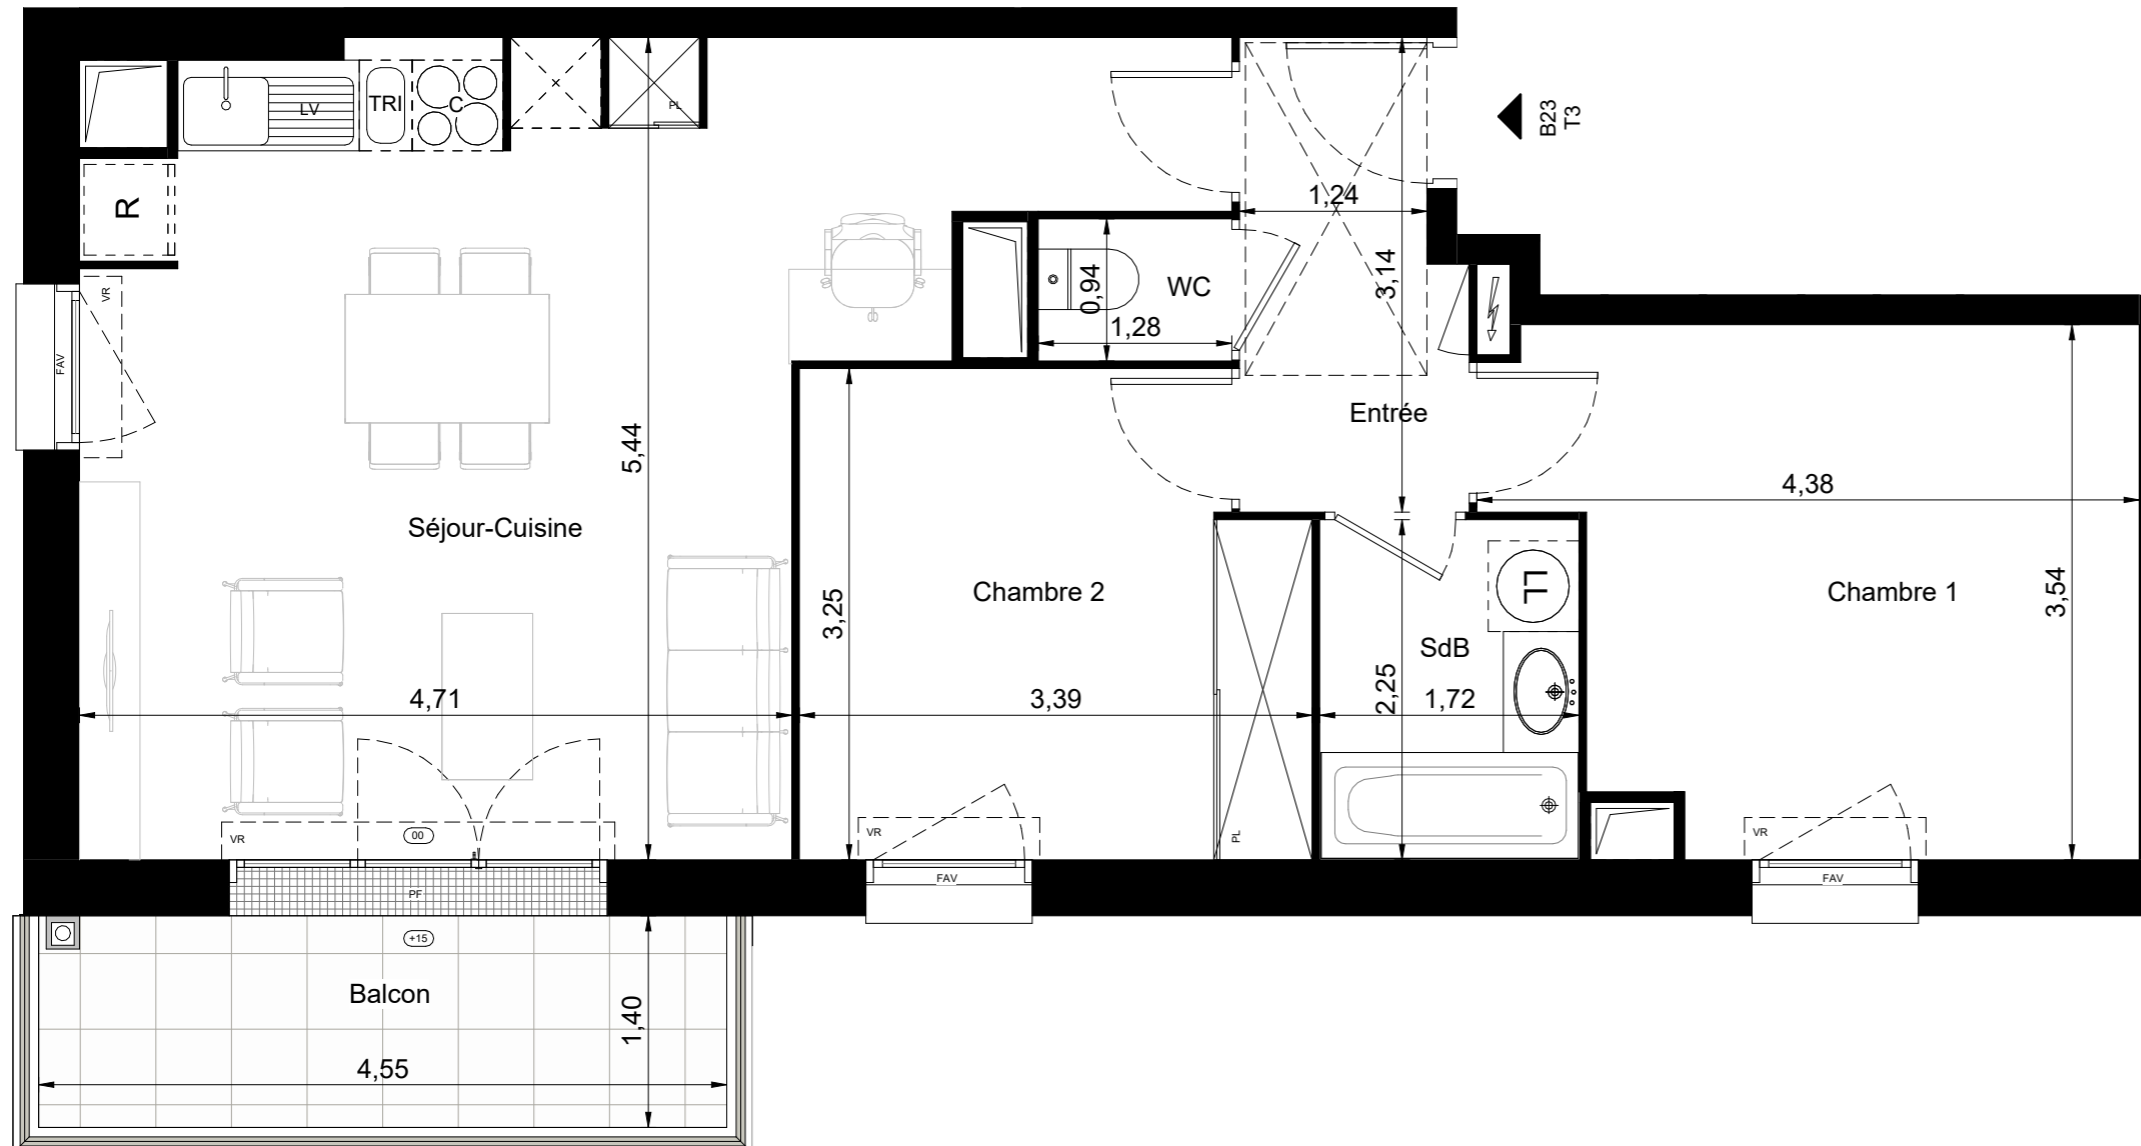 LV
TRI
C
PL
B23
T3
R
1,24
VR
FAV
0,94
WC
3,14
1,28
Entrée
5,44
4,38
Séjour-Cuisine
3,25
Chambre 2
LL
Chambre 1
3,54
SdB
4,71
3,39
2,25
1,72
VR
00
VR
PL
VR
PF
FAV
FAV
+15
Balcon
1,40
4,55